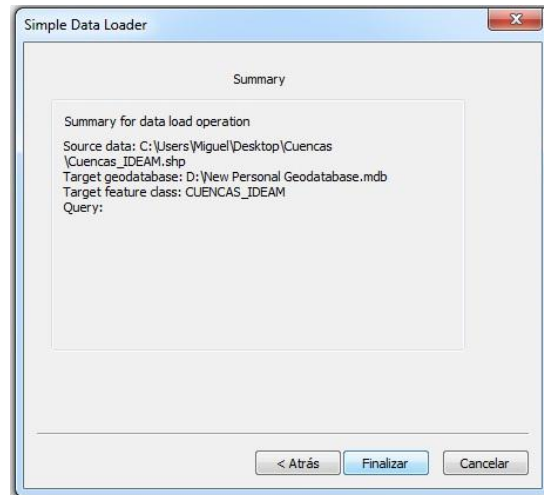 Simple Data Loader
Summary
Summary for data load operation
Source data: C:\Users\Miguel\Desktop\Cuencas
\Cuencas_IDEAM.shp
Target geodatabase: D:\New Personal Geodatabase.mdb
Target feature class: CUENCAS_IDEAM
Query:
< Atrás Finalizar Cancelar